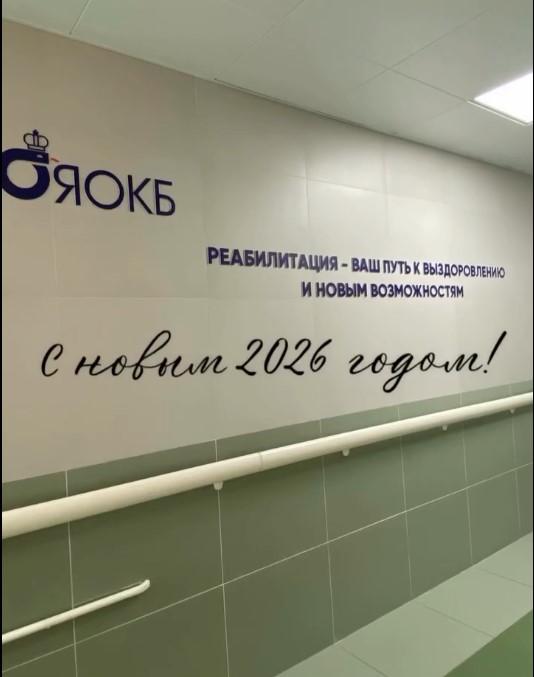 ЯОКБ
РЕАБИЛИТАЦИЯ - ВАШ ПУТЬ К ВЫЗДОРОВЛЕНИЮ
И НОВЫМ ВОЗМОЖНОСТЯМ
с новым 2026 годом!